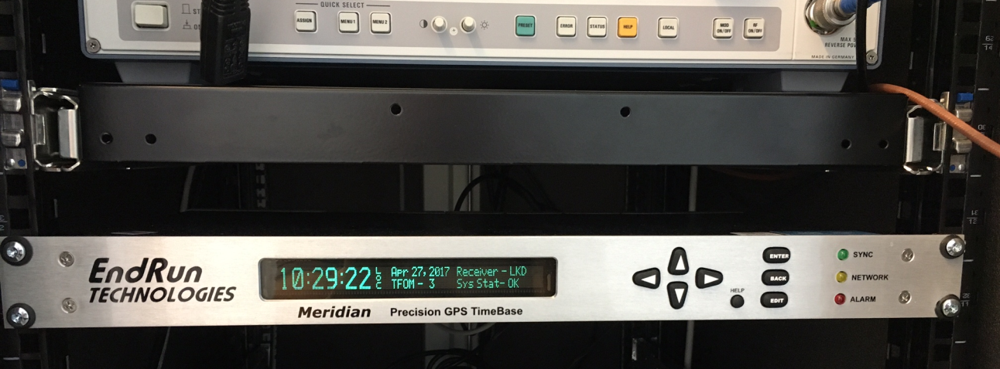 QUICK SELECT
ASSIGN
MENU 1
MENU 2
PRESET
ERROR
STATUS
HELP
LOCAL
MOD ON/OFF
RF ON/OFF
MAX
REVERSE
MADE IN GERMANY
EndRun
TECHNOLOGIES
10:29:22 LOC
Apr 27, 2017 Receiver - LKD
TFOM - 3 Sys Stat- OK
Meridian Precision GPS TimeBase
HELP
ENTER
BACK
EDIT
SYNC
NETWORK
ALARM